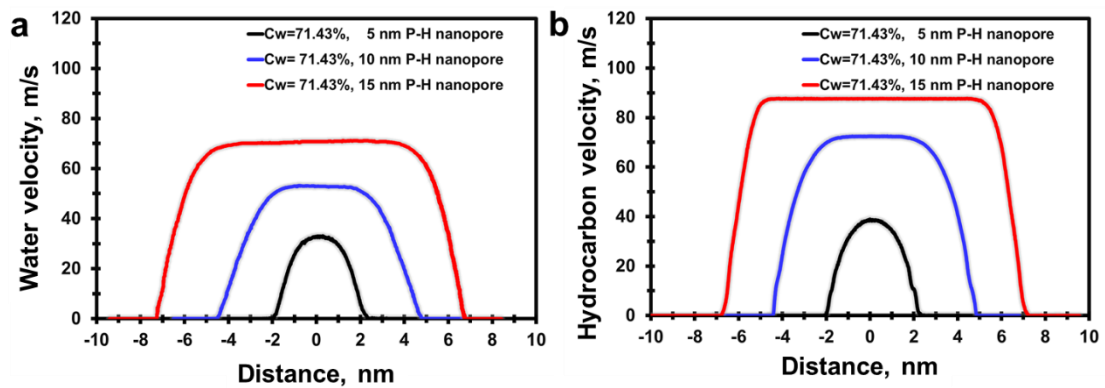 a
Water velocity, m/s
120
100
80
60
40
20
0
Cw=71.43%, 5 nm P-H nanopore
Cw= 71.43%, 10 nm P-H nanopore
Cw= 71.43%, 15 nm P-H nanopore
-10 -8 -6 -4 -2 0 2 4 6 8 10
Distance, nm
b
Hydrocarbon velocity, m/s
120
100
80
60
40
20
0
Cw=71.43%, 5 nm P-H nanopore
Cw=71.43%, 10 nm P-H nanopore
Cw= 71.43%, 15 nm P-H nanopore
-10 -8 -6 -4 -2 0 2 4 6 8 10
Distance, nm